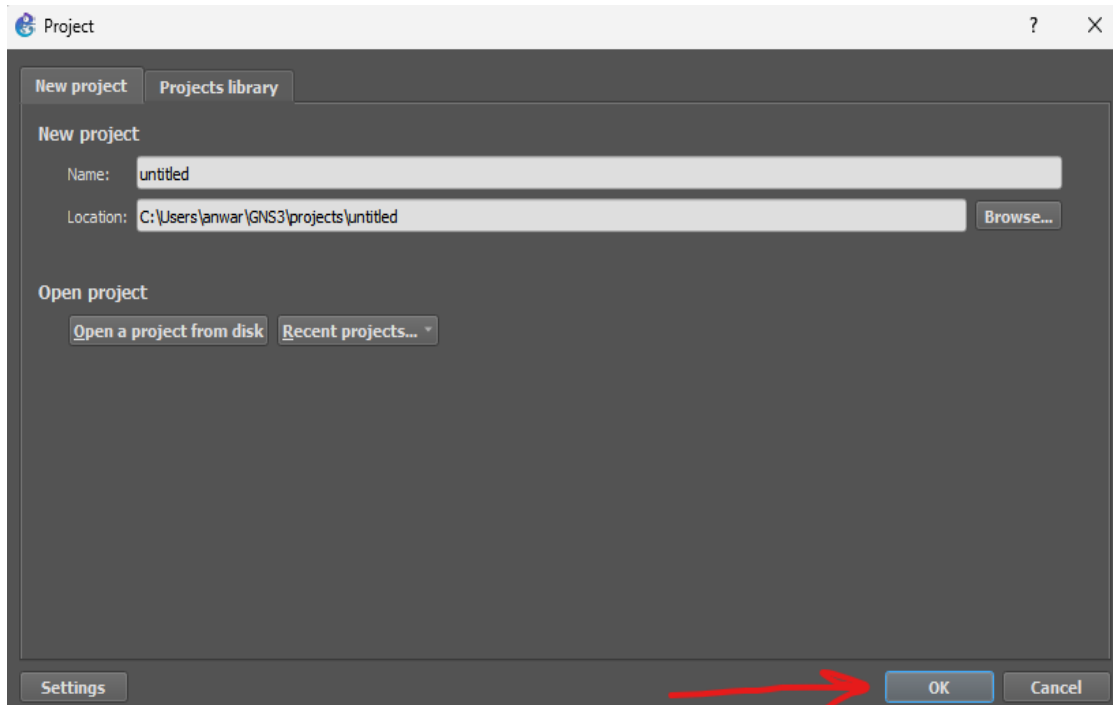 Project ?
New project Projects library
New project
Name: untitled
Location: C:\Users\anwar\GNS3\projects\untitled Browse...
Open project
Open a project from disk Recent projects...
Settings OK Cancel